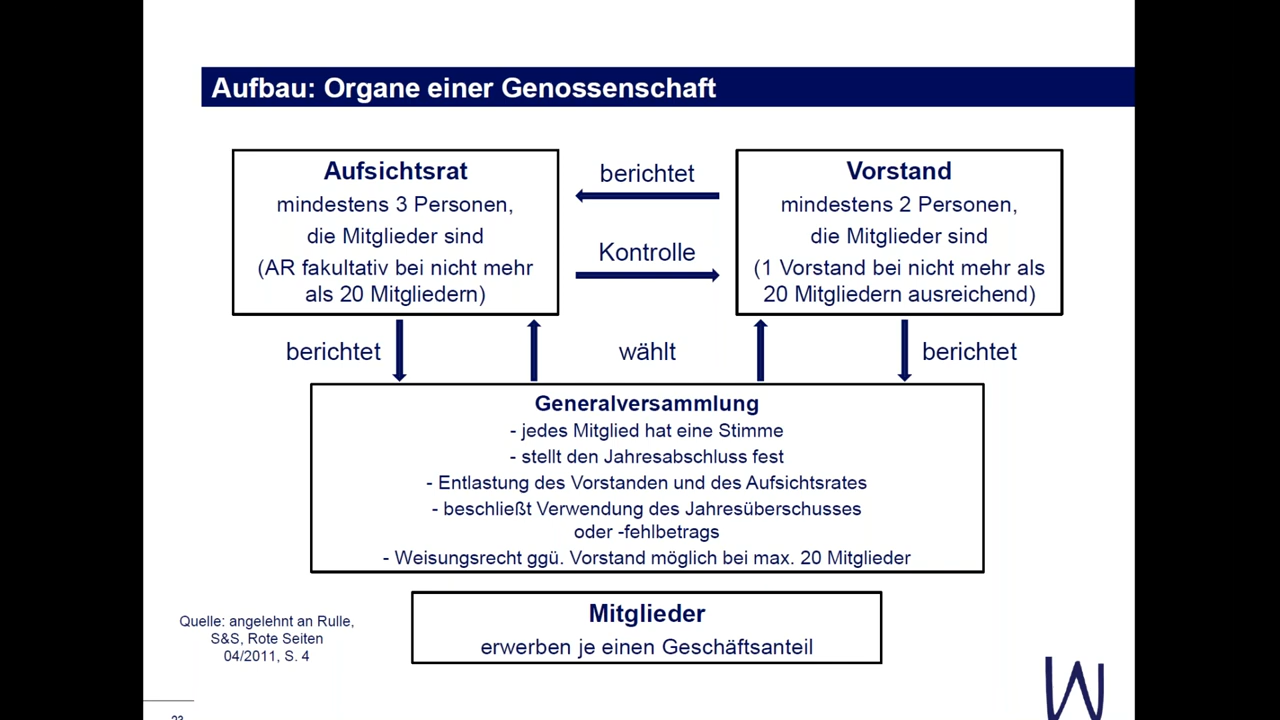 Aufbau: Organe einer Genossenschaft
Aufsichtsrat
mindestens 3 Personen,
die Mitglieder sind
(AR fakultativ bei nicht mehr
als 20 Mitgliedern)
berichtet
Kontrolle
Vorstand
mindestens 2 Personen,
die Mitglieder sind
(1 Vorstand bei nicht mehr als
20 Mitgliedern ausreichend)
berichtet
wählt
berichtet
Generalversammlung
- jedes Mitglied hat eine Stimme
- stellt den Jahresabschluss fest
- Entlastung des Vorstanden und des Aufsichtsrates
- beschließt Verwendung des Jahresüberschusses
oder -fehlbetrags
- Weisungsrecht ggü. Vorstand möglich bei max. 20 Mitglieder
Mitglieder
erwerben je einen Geschäftsanteil
Quelle: angelehnt an Rulle,
S&S, Rote Seiten
04/2011, S. 4
W